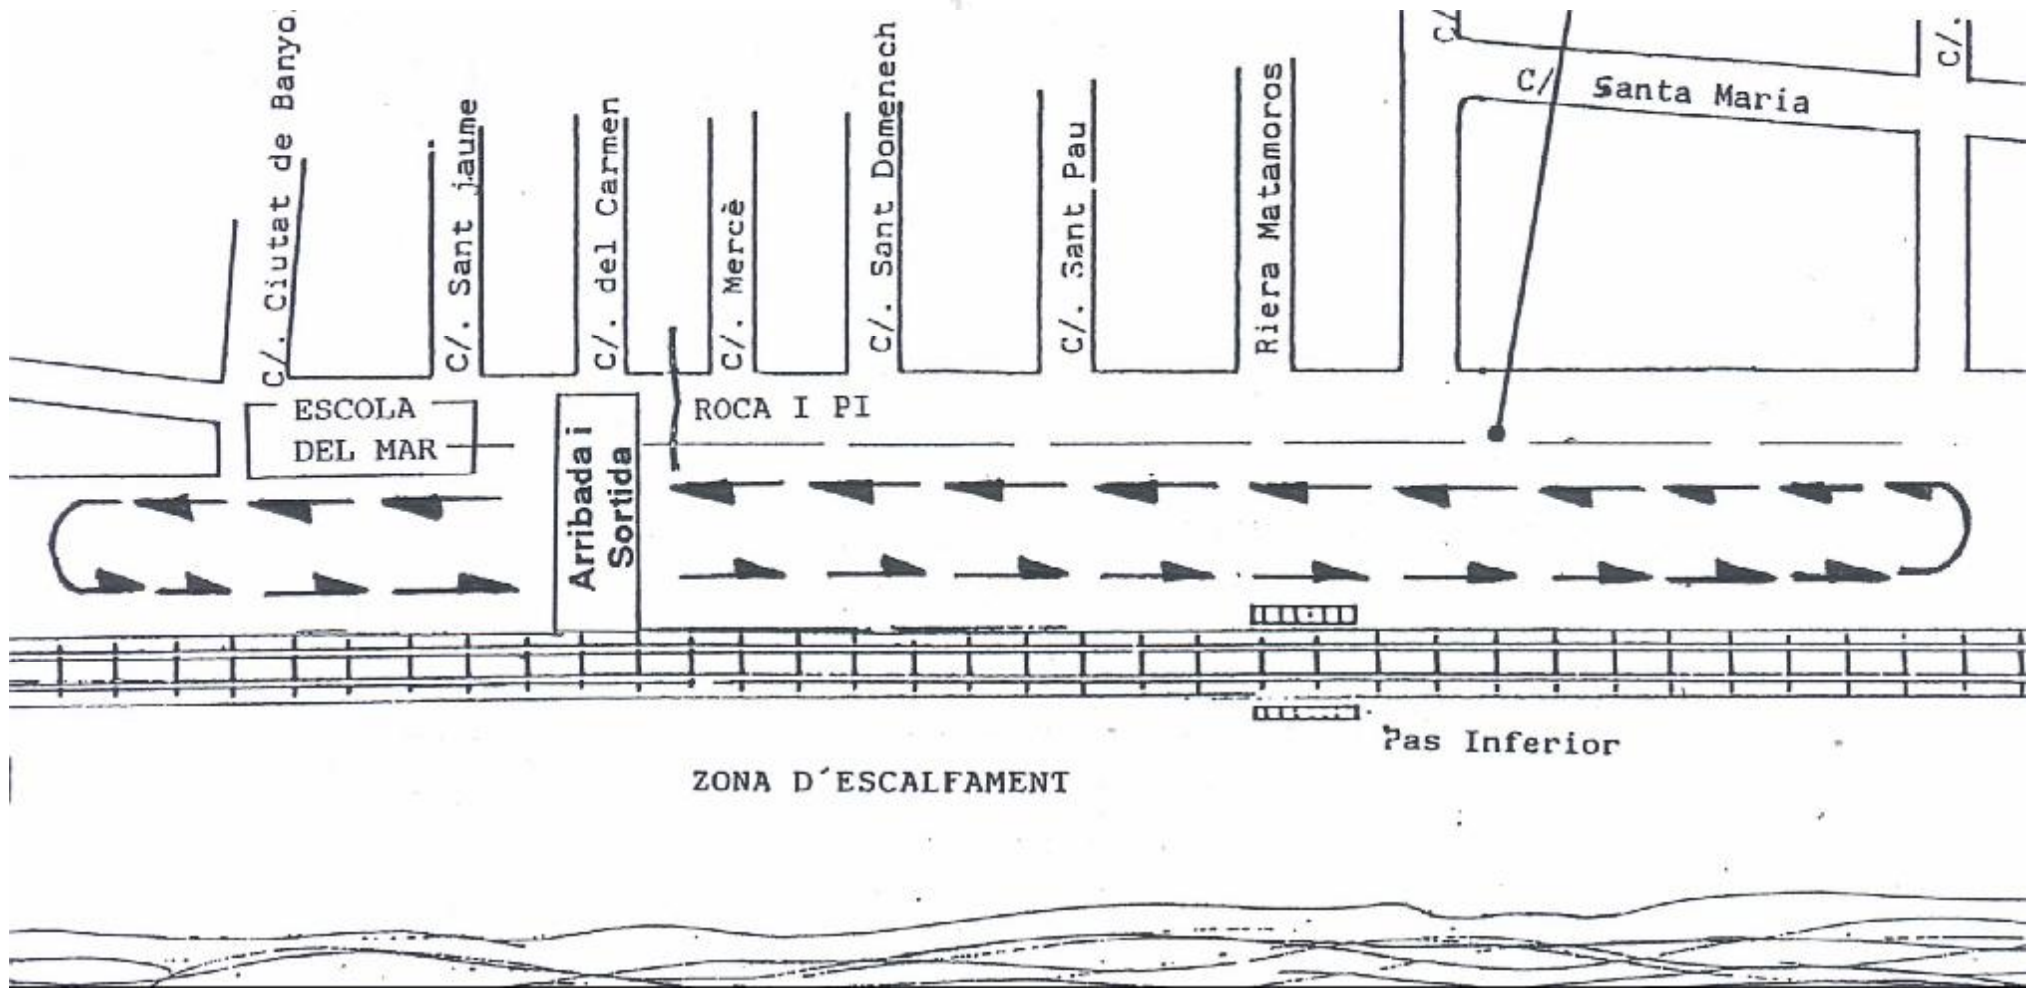 C/. Ciutat de Banyo
C/. Sant jaume
C/. del Carmen
C/. Mercè
C/. Sant Domenech
C/. Sant Pau
Riera Matamoros
C/
C/ Santa Maria
C/.
ESCOLA
DEL MAR
Arribada i
Sortida
ROCA I PI
Pas Inferior
ZONA D´ESCALFAMENT